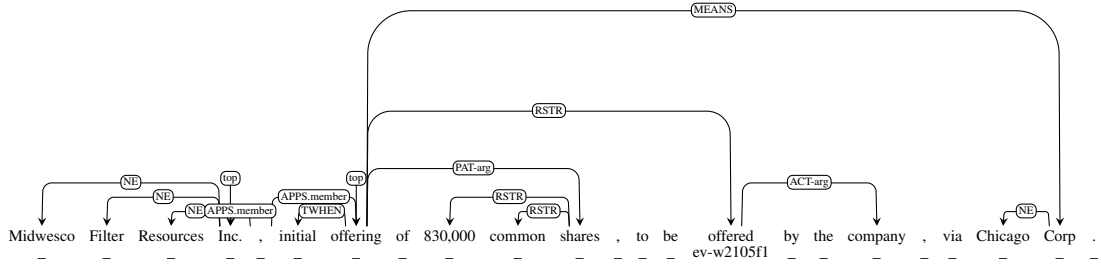 MEANS
RSTR
PAT-arg
NE top APPS.member top ACT-arg
NE RSTR
NE APPS.member TWHEN RSTR NE
Midwesco Filter Resources Inc. , initial offering of 830,000 common shares , to be offered by the company , via Chicago Corp .
_ _ _ _ _ _ _ _ _ _ _ _ _ _ ev-w2105f1 _ _ _ _ _ _ _ _